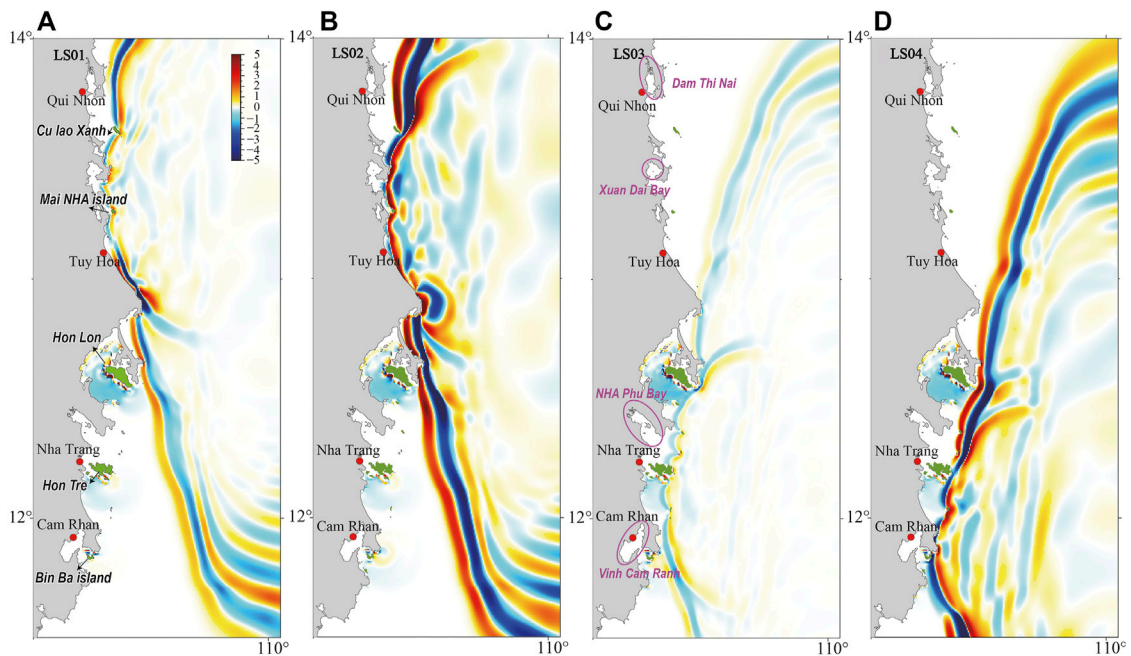 A
B
C
D
14°
LS01
5
4
3
2
1
0
−1
−2
−3
−4
−5
Qui Nhon
Cu lao Xanh
Mai NHA island
Tuy Hoa
Hon Lon
Nha Trang
Hon Tre
12°
Cam Rhan
Bin Ba island
110°
14°
LS02
Qui Nhon
Tuy Hoa
Nha Trang
12°
Cam Rhan
110°
14°
LS03
Dam Thi Nai
Qui Nhon
Xuan Dai Bay
Tuy Hoa
NHA Phu Bay
Nha Trang
12°
Cam Rhan
Vinh Cam Rann
110°
14°
LS04
Qui Nhon
Tuy Hoa
Nha Trang
12°
Cam Rhan
110°